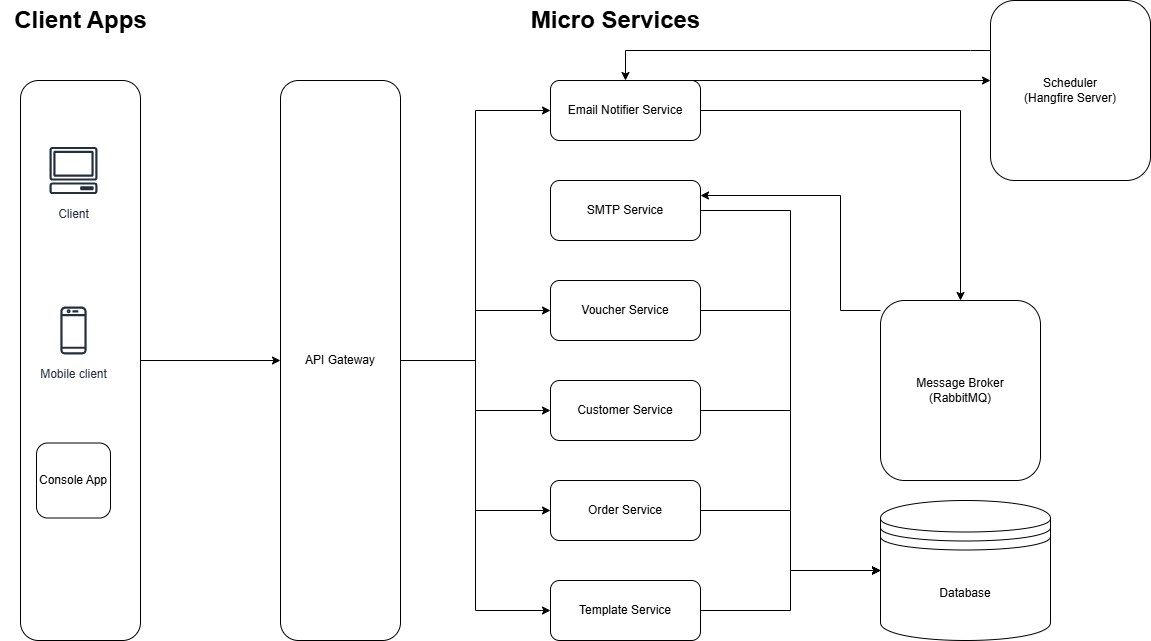 Client Apps
Micro Services
Scheduler
(Hangfire Server)
Email Notifier Service
Client
SMTP Service
Voucher Service
Mobile client
API Gateway
Message Broker
(RabbitMQ)
Customer Service
Console App
Order Service
Database
Template Service